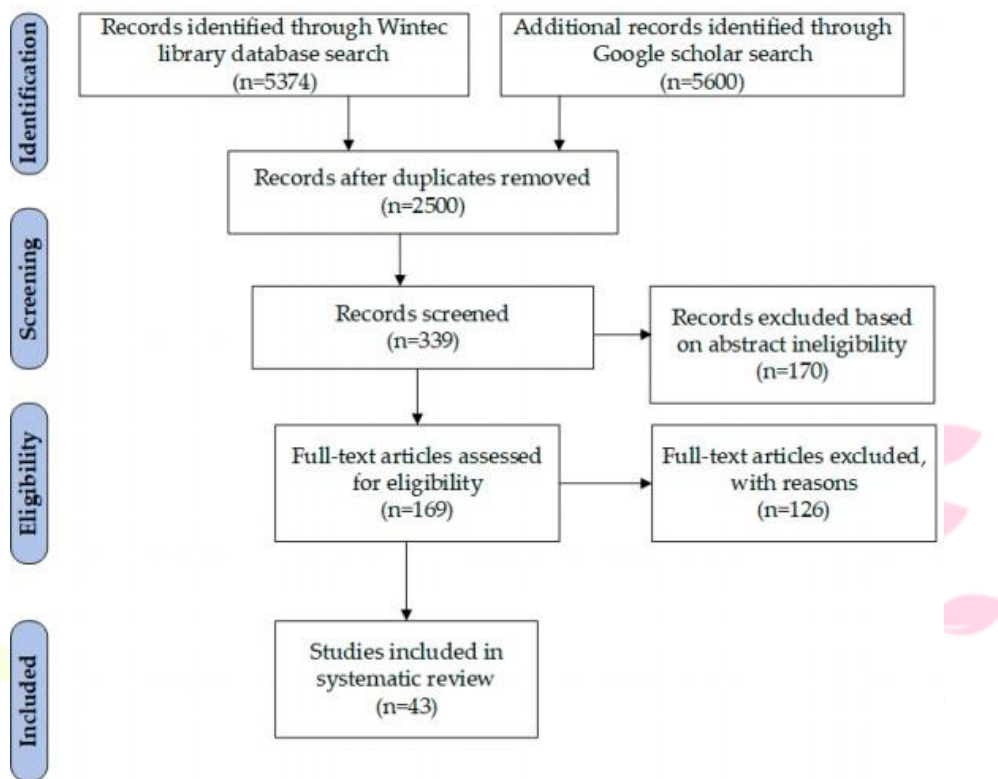 Identification
Records identified through Wintec
library database search
(n=5374)
Additional records identified through
Google scholar search
(n=5600)
Records after duplicates removed
(n=2500)
Screening
Records screened
(n=339)
Records excluded based
on abstract ineligibility
(n=170)
Eligibility
Full-text articles assessed
for eligibility
(n=169)
Full-text articles excluded,
with reasons
(n=126)
Included
Studies included in
systematic review
(n=43)